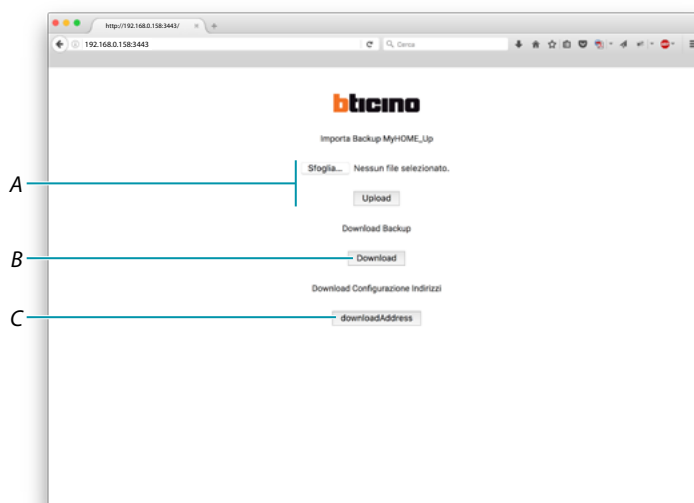 http://192.168.0.158:3443/
192.168.0.158:3443
Cerca
bticino
Importa Backup MyHOME_Up
A
Sfoglia... Nessun file selezionato.
Upload
Download Backup
B
Download
Download Configurazione Indirizzi
C
downloadAddress